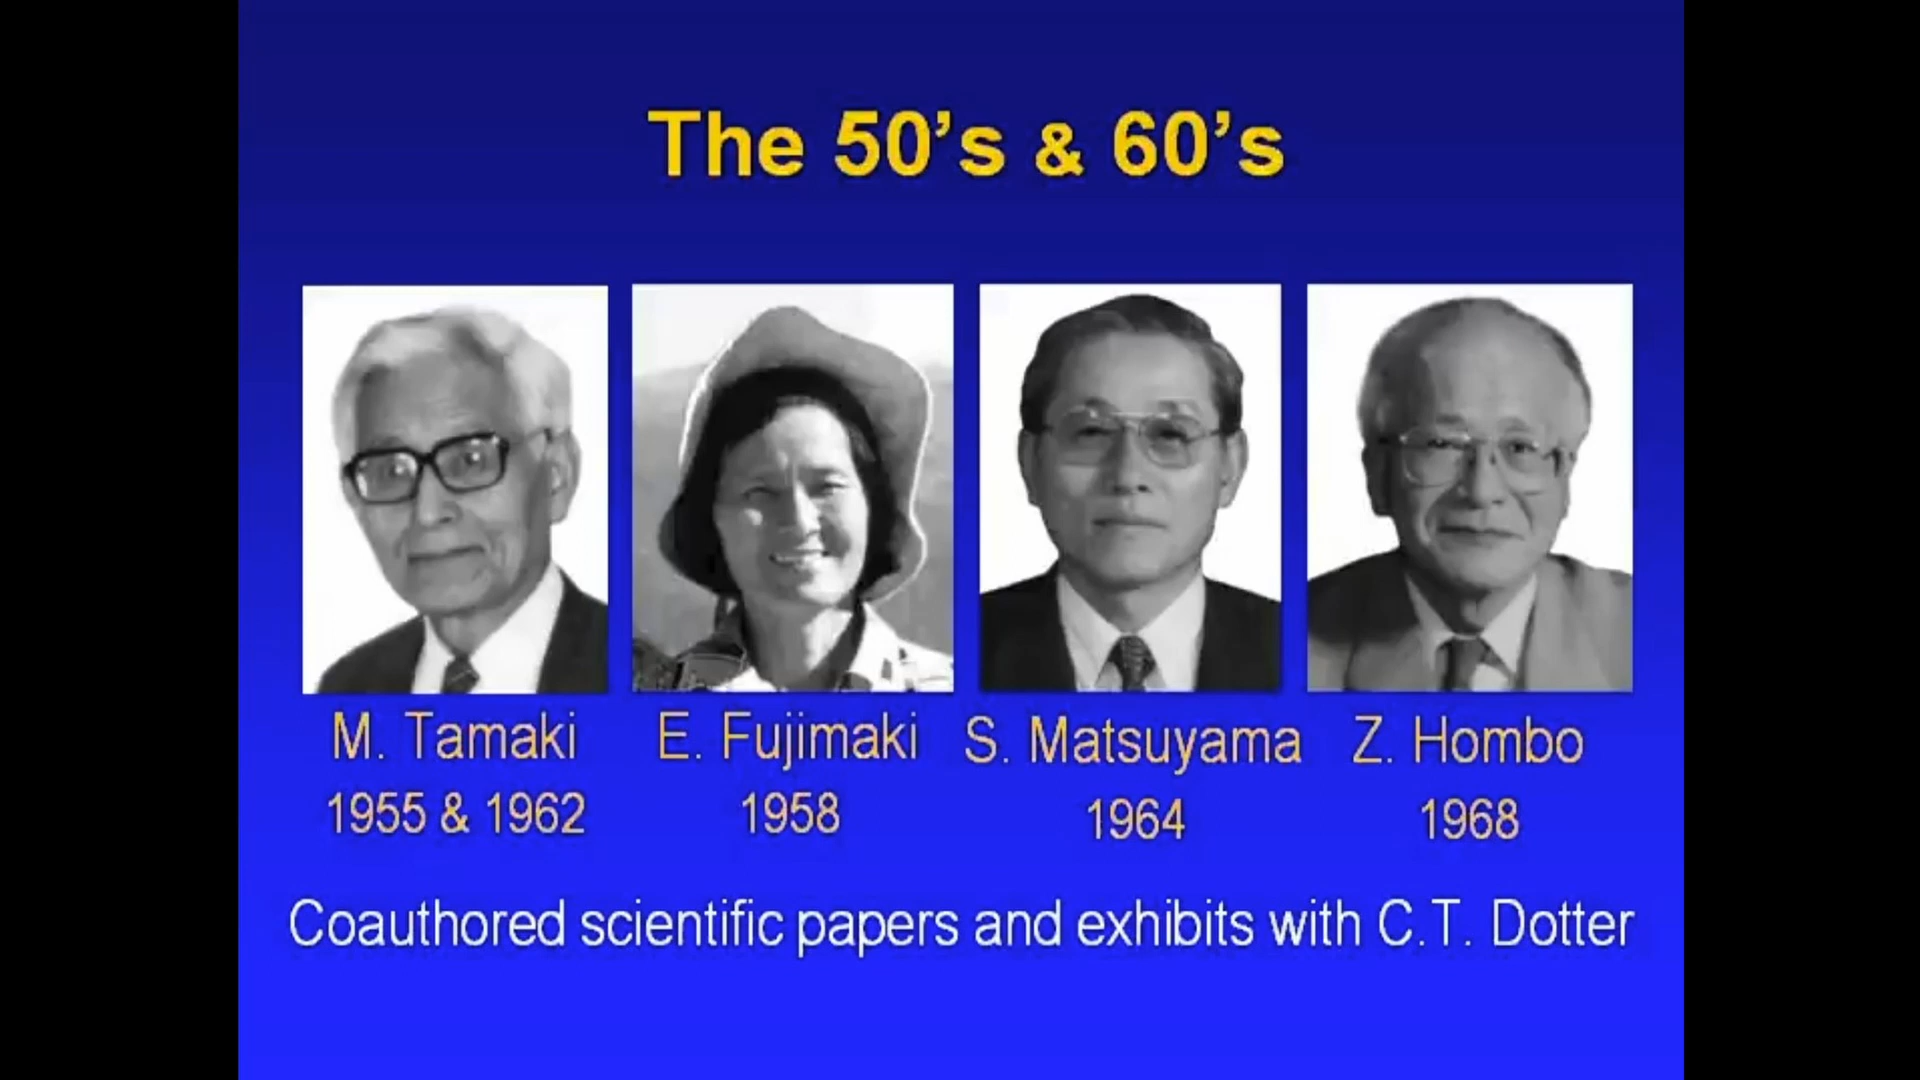 The 50's & 60's
M. Tamaki E. Fujimaki S. Matsuyama Z. Hombo
1955 & 1962 1958 1964 1968
Coauthored scientific papers and exhibits with C.T. Dotter